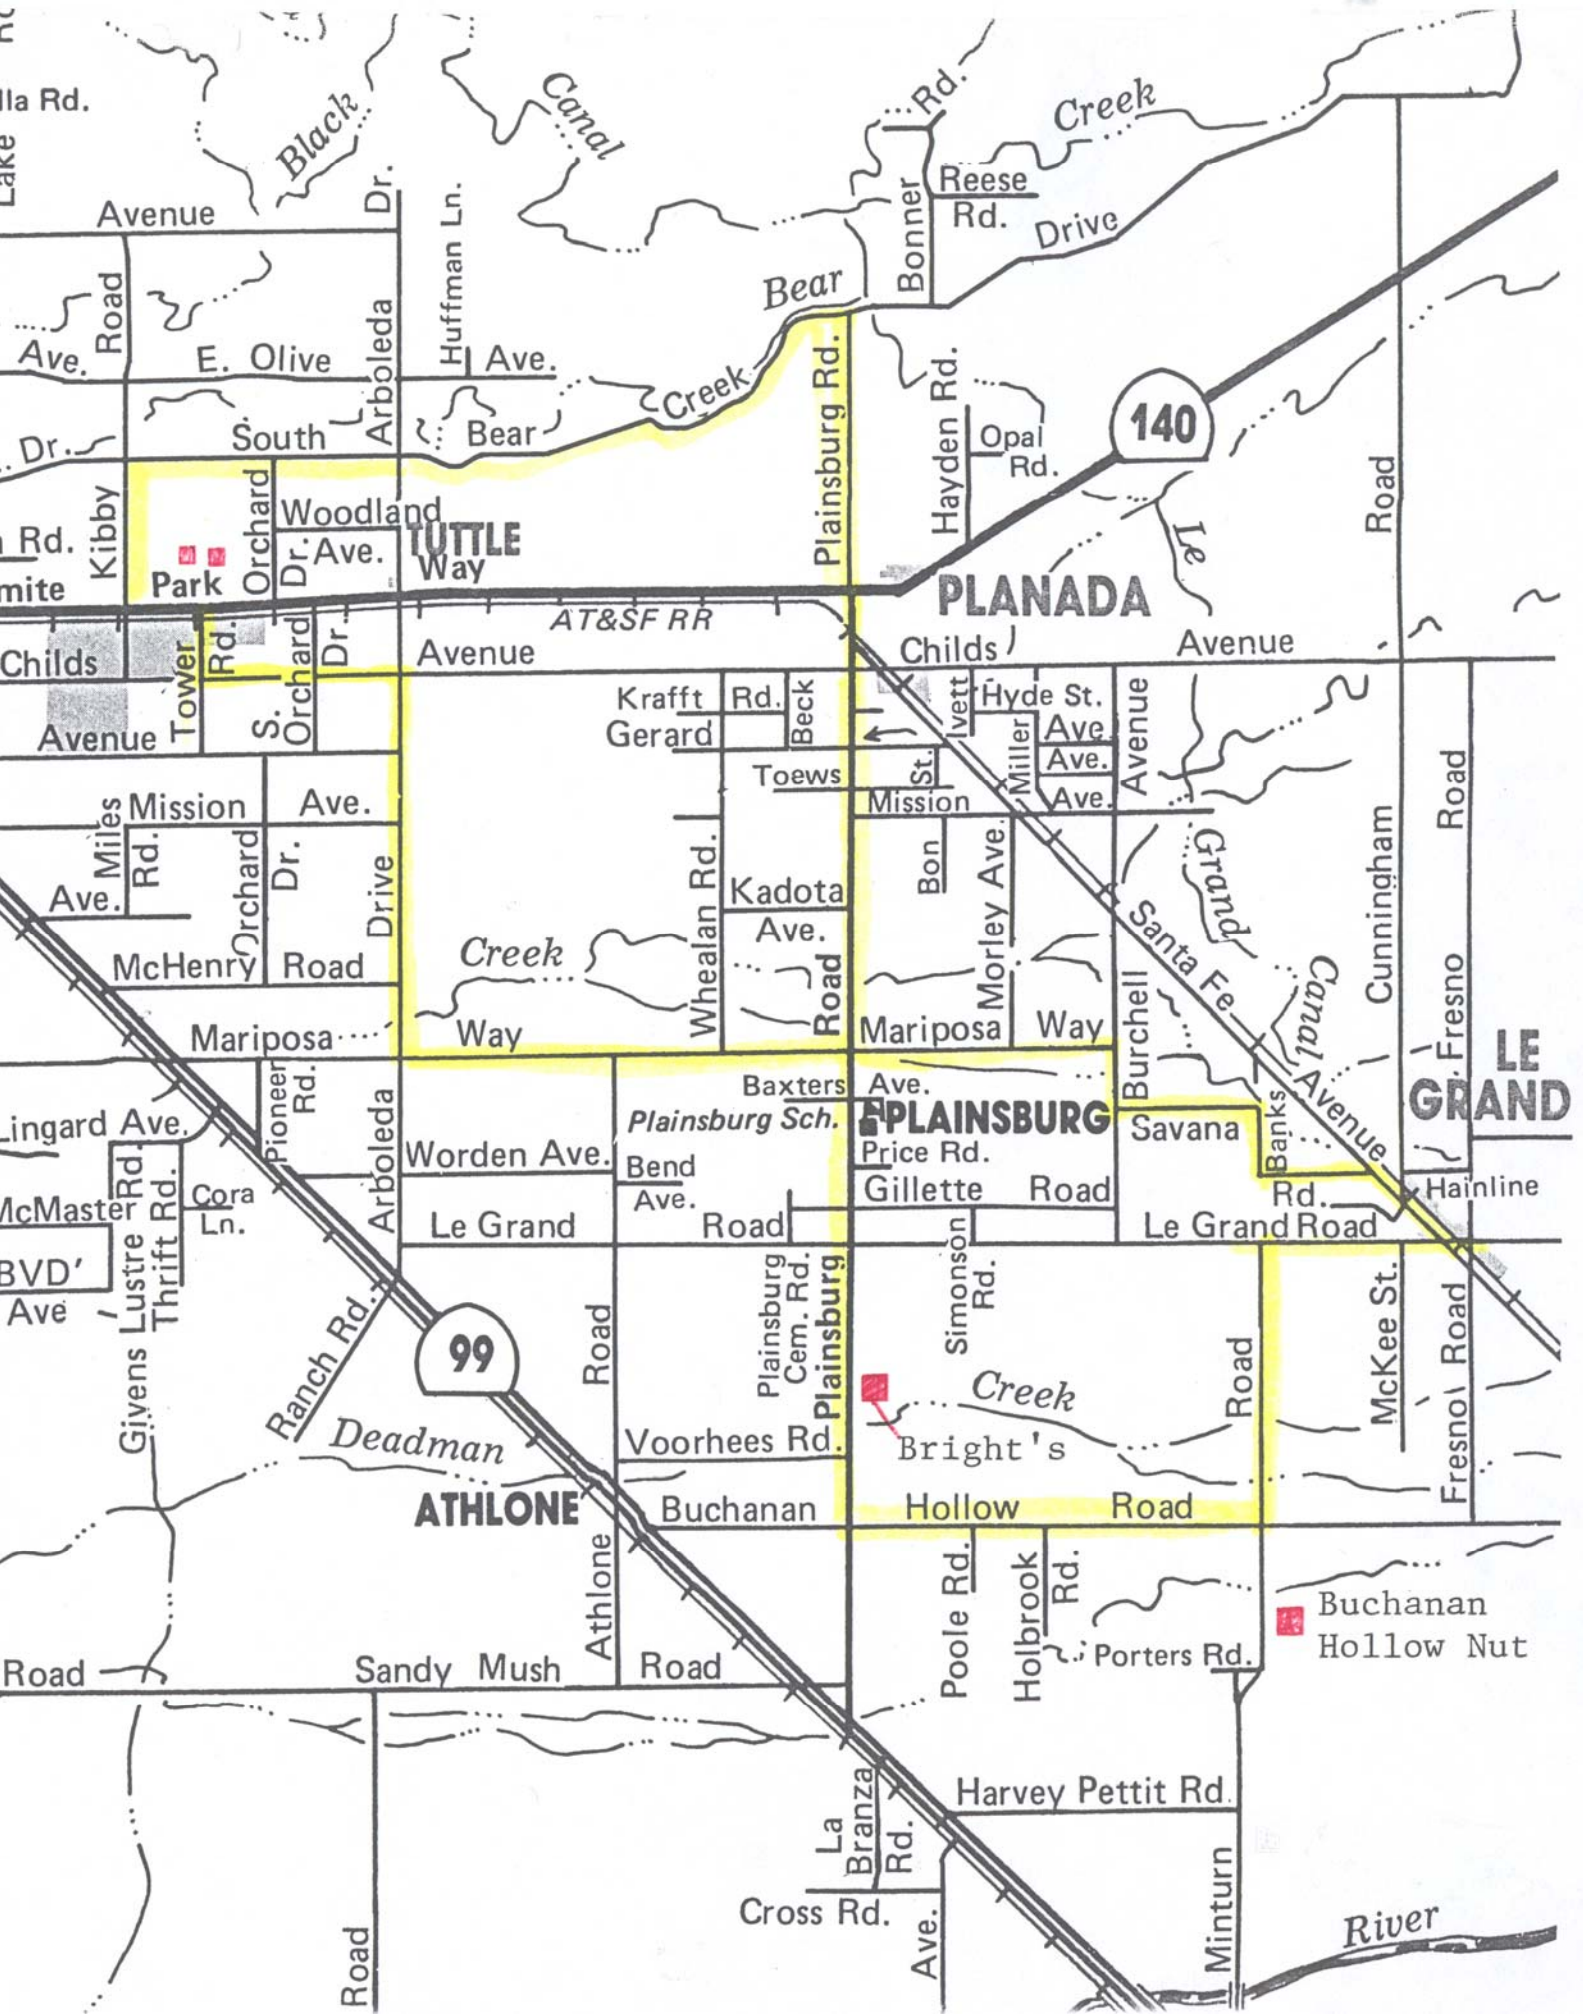 lla Rd.
Lake
Black
Canal
Rd.
Creek
Avenue
Dr.
Huffman Ln.
Bonner
Reese
Rd.
Drive
Bear
Road
Ave.
E. Olive
Arboleda
Ave.
Creek
Plainsburg Rd.
Hayden Rd.
Opal
Rd.
140
Dr.
South
Bear
Kibby
Orchard
Woodland
Dr.
Ave.
TUTTLE
Way
Rd.
mite
Park
PLANADA
Le
Road
AT&SF RR
Childs
Tower
Rd.
S.
Orchard
Dr.
Avenue
Childs
Avenue
Krafft Rd.
Beck
Gerard
Ivett
Hyde St.
Ave.
Miller
Ave.
Ave.
Avenue
Avenue
Toews
St.
Mission
Miles
Rd.
Mission Ave.
Orchard
Dr.
Drive
Ave.
McHenry Road
Whealan Rd.
Kadota
Ave.
Road
Bon
Morley Ave.
Grand
Canal
Cunningham
Road
Creek
Santa Fe
Avenue
Mariposa Way
Mariposa Way
Burchell
Fresno
LE
GRAND
Lingard Ave.
Pioneer
Rd.
Arboleda
Baxters Ave.
Plainsburg Sch.
PLAINSBURG
Savana
Banks
Rd.
Worden Ave.
Bend
Ave.
Price Rd.
Gillette Road
Hainline
McMaster
Cora
Ln.
Le Grand Road
Le Grand Road
BVD'
Ave
Givens Lustre Rd.
Thrift Rd.
Ranch Rd.
99
Road
Plainsburg
Cem. Rd.
Plainsburg
Simonson
Rd.
Road
McKee St.
Fresno Road
Creek
Bright's
Deadman
Voorhees Rd.
ATHLONE
Buchanan Hollow Road
Athlone
Poole Rd.
Holbrook
Rd.
Buchanan
Hollow Nut
Porters Rd.
Road
Sandy Mush Road
Harvey Pettit Rd.
La
Branza
Rd.
Cross Rd.
Ave.
Minturn
River
Road